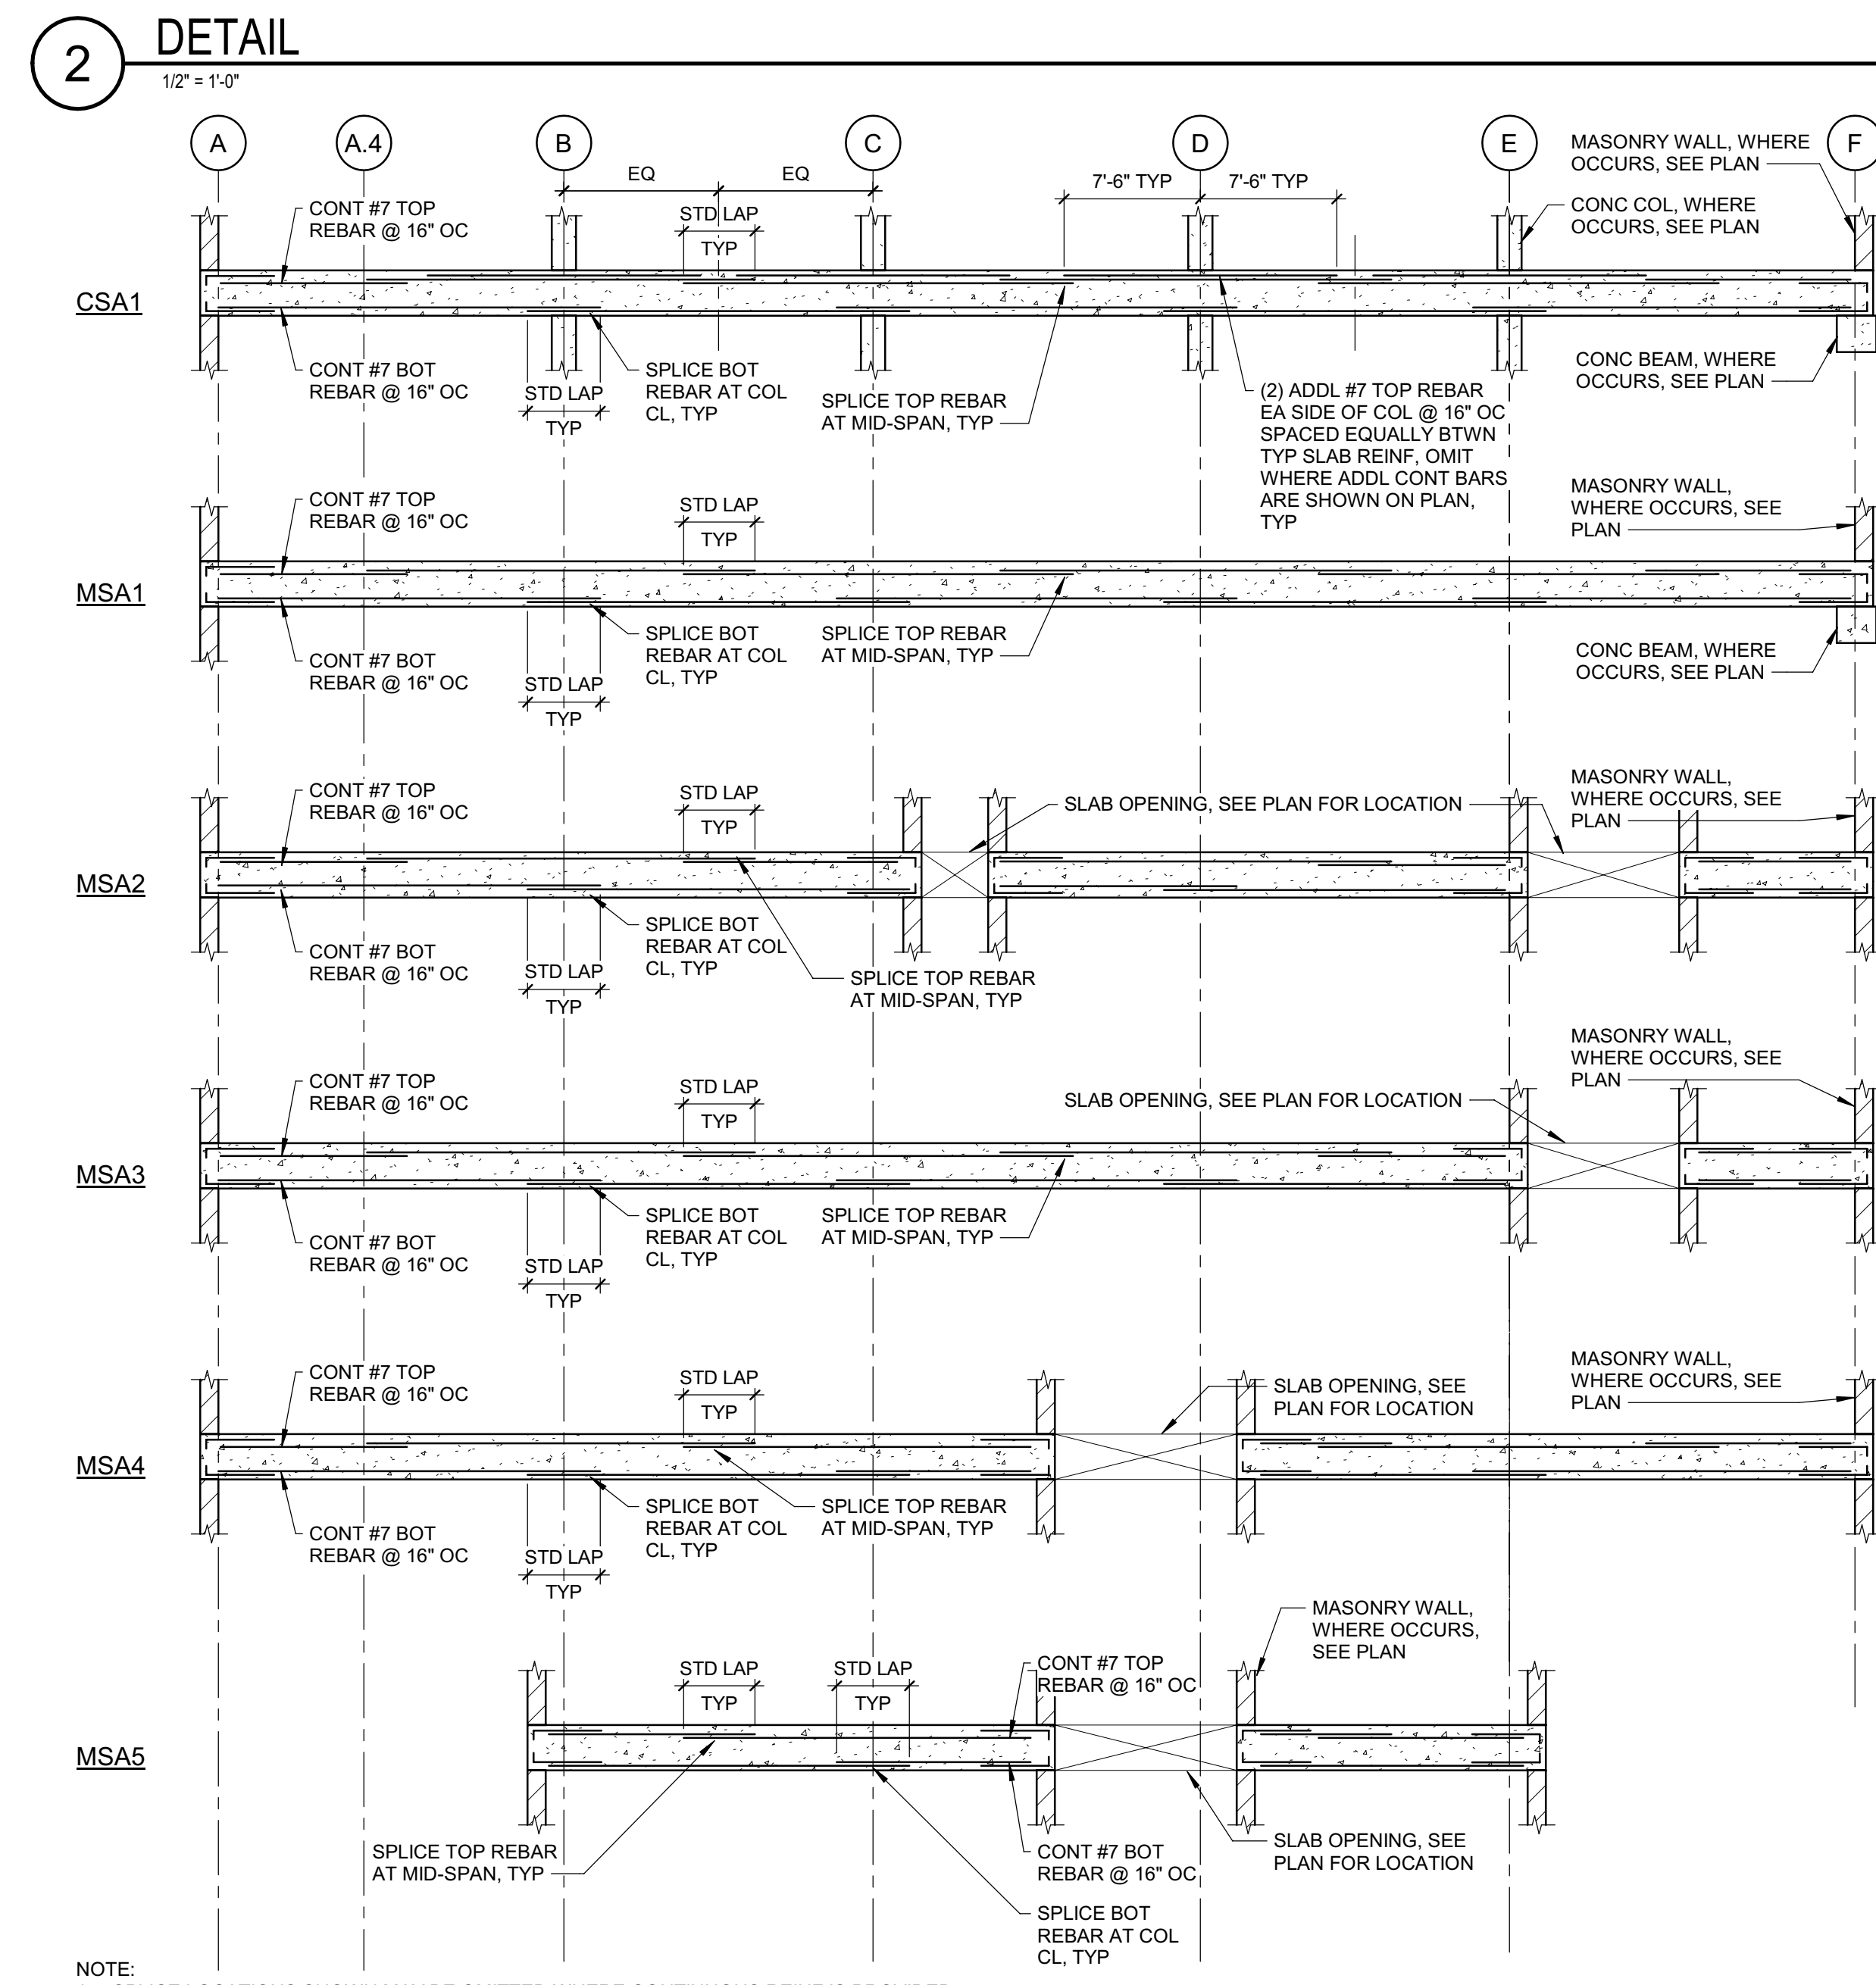 2
DETAIL
1/2" = 1'-0"
A
A.4
B
C
D
E
F
EQ
EQ
7'-6" TYP
7'-6" TYP
MASONRY WALL, WHERE
OCCURS, SEE PLAN
CONC COL, WHERE
OCCURS, SEE PLAN
CONT #7 TOP
REBAR @ 16" OC
STD LAP
TYP
CSA1
CONT #7 BOT
REBAR @ 16" OC
STD LAP
TYP
SPLICE BOT
REBAR AT COL
CL, TYP
SPLICE TOP REBAR
AT MID-SPAN, TYP
(2) ADDL #7 TOP REBAR
EA SIDE OF COL @ 16" OC
SPACED EQUALLY BTWN
TYP SLAB REINF, OMIT
WHERE ADDL CONT BARS
ARE SHOWN ON PLAN,
TYP
CONC BEAM, WHERE
OCCURS, SEE PLAN
CONT #7 TOP
REBAR @ 16" OC
STD LAP
TYP
MASONRY WALL,
WHERE OCCURS, SEE
PLAN
MSA1
CONT #7 BOT
REBAR @ 16" OC
STD LAP
TYP
SPLICE BOT
REBAR AT COL
CL, TYP
SPLICE TOP REBAR
AT MID-SPAN, TYP
CONC BEAM, WHERE
OCCURS, SEE PLAN
CONT #7 TOP
REBAR @ 16" OC
STD LAP
TYP
SLAB OPENING, SEE PLAN FOR LOCATION
MASONRY WALL,
WHERE OCCURS, SEE
PLAN
MSA2
CONT #7 BOT
REBAR @ 16" OC
STD LAP
TYP
SPLICE BOT
REBAR AT COL
CL, TYP
SPLICE TOP REBAR
AT MID-SPAN, TYP
CONT #7 TOP
REBAR @ 16" OC
STD LAP
TYP
SLAB OPENING, SEE PLAN FOR LOCATION
MASONRY WALL,
WHERE OCCURS, SEE
PLAN
MSA3
CONT #7 BOT
REBAR @ 16" OC
STD LAP
TYP
SPLICE BOT
REBAR AT COL
CL, TYP
SPLICE TOP REBAR
AT MID-SPAN, TYP
CONT #7 TOP
REBAR @ 16" OC
STD LAP
TYP
SLAB OPENING, SEE
PLAN FOR LOCATION
MASONRY WALL,
WHERE OCCURS, SEE
PLAN
MSA4
CONT #7 BOT
REBAR @ 16" OC
STD LAP
TYP
SPLICE BOT
REBAR AT COL
CL, TYP
SPLICE TOP REBAR
AT MID-SPAN, TYP
MASONRY WALL,
WHERE OCCURS,
SEE PLAN
STD LAP
TYP
STD LAP
TYP
CONT #7 TOP
REBAR @ 16" OC
MSA5
SPLICE TOP REBAR
AT MID-SPAN, TYP
CONT #7 BOT
REBAR @ 16" OC
SLAB OPENING, SEE
PLAN FOR LOCATION
SPLICE BOT
REBAR AT COL
CL, TYP
NOTE: